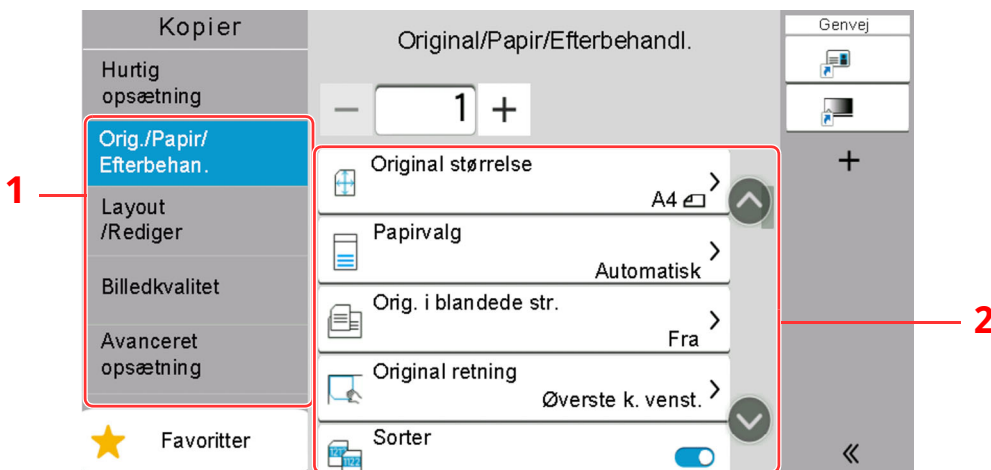 Kopier
Hurtig
opsætning
Orig./Papir/
Efterbehan.
Layout
/Rediger
Billedkvalitet
Avanceret
opsætning
Favoritter
1
Original/Papir/Efterbehandl.
1
Original størrelse
A4
Papirvalg
Automatisk
Orig. i blandede str.
Fra
Original retning
Øverste k. venst.
Sorter
2
Genvej